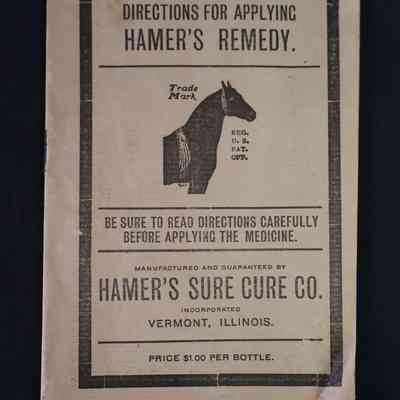 DIRECTIONS FOR APPLYING
HAMER'S REMEDY.
Trade
Mark
REG.
U. S.
PAT.
OFF.
BE SURE TO READ DIRECTIONS CAREFULLY
BEFORE APPLYING THE MEDICINE.
MANUFACTURED AND GUARANTEED BY
HAMER'S SURE CURE CO.
INCORPORATED
VERMONT, ILLINOIS.
PRICE $1.00 PER BOTTLE.